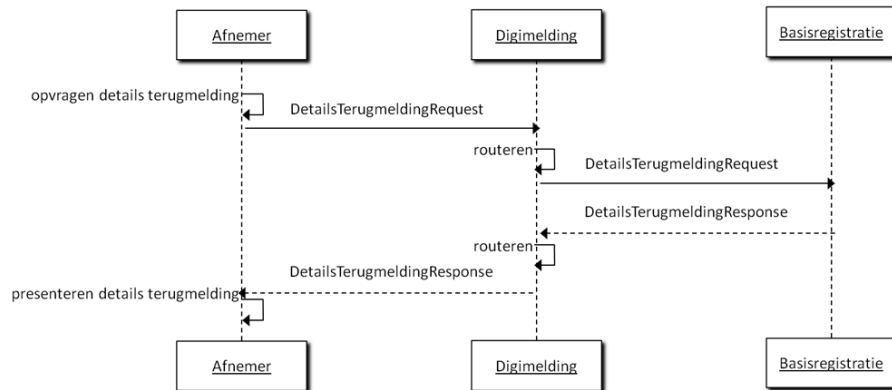 Afnemer
Digimelding
Basisregistratie
opvragen details terugmelding
DetailsTerugmeldingRequest
routeren
DetailsTerugmeldingRequest
DetailsTerugmeldingResponse
routeren
DetailsTerugmeldingResponse
presenteren details terugmelding
Afnemer
Digimelding
Basisregistratie